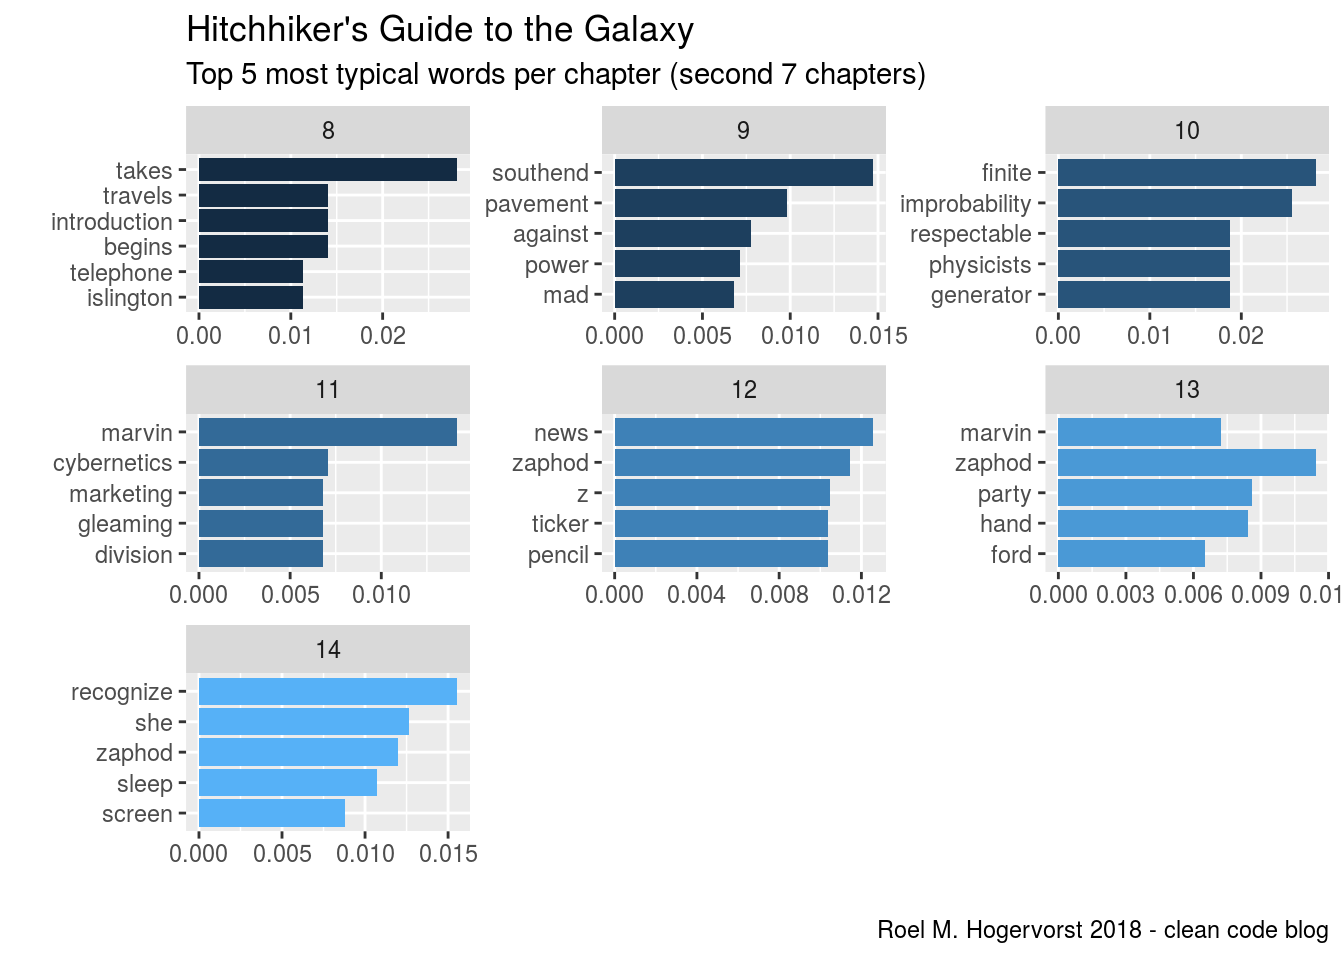 Hitchhiker's Guide to the Galaxy
Top 5 most typical words per chapter (second 7 chapters)
8
takes
travels
introduction
begins
telephone
islington
0.00 0.01 0.02
9
southend
pavement
against
power
mad
0.000 0.005 0.010 0.015
10
finite
improbability
respectable
physicists
generator
0.00 0.01 0.02
11
marvin
cybernetics
marketing
gleaming
division
0.000 0.005 0.010
12
news
zaphod
z
ticker
pencil
0.000 0.004 0.008 0.012
13
marvin
zaphod
party
hand
ford
0.000 0.003 0.006 0.009 0.01
14
recognize
she
zaphod
sleep
screen
0.000 0.005 0.010 0.015
Roel M. Hogervorst 2018 - clean code blog